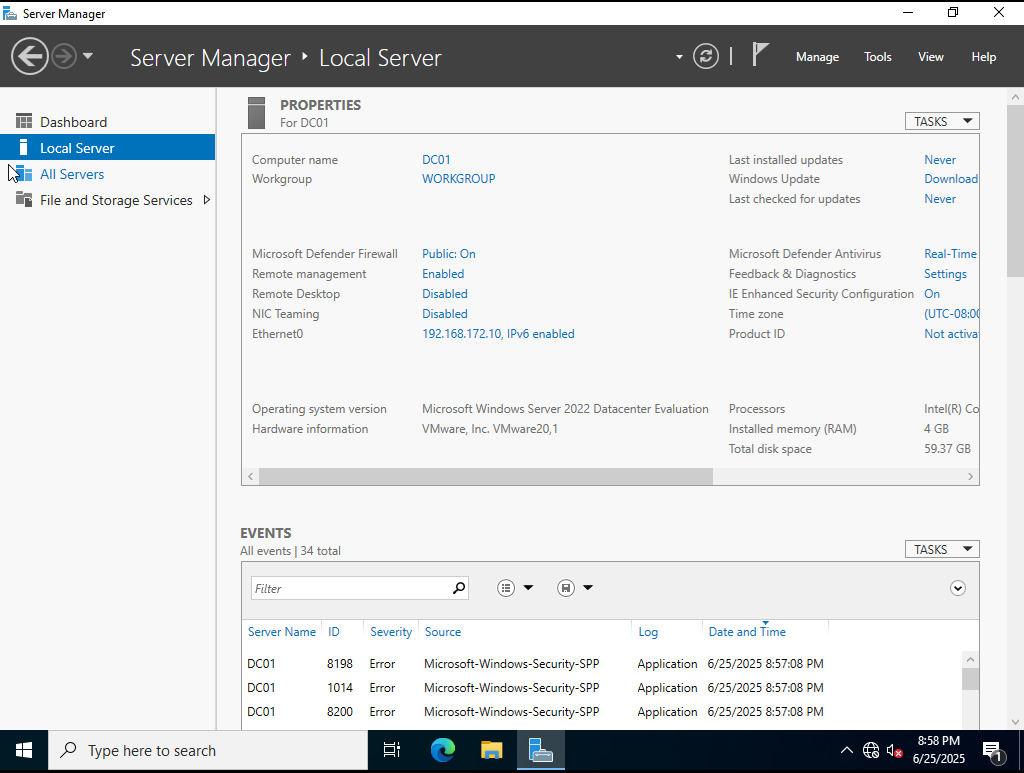 Server Manager
Server Manager ‣ Local Server
Manage Tools View Help
Dashboard
Local Server
All Servers
File and Storage Services
PROPERTIES
For DC01
TASKS
Computer name DC01 Last installed updates Never
Workgroup WORKGROUP Windows Update Download
Last checked for updates Never
Microsoft Defender Firewall Public: On Microsoft Defender Antivirus Real-Time
Remote management Enabled Feedback & Diagnostics Settings
Remote Desktop Disabled IE Enhanced Security Configuration On
NIC Teaming Disabled Time zone (UTC-08:00
Ethernet0 192.168.172.10, IPv6 enabled Product ID Not activa
Operating system version Microsoft Windows Server 2022 Datacenter Evaluation Processors Intel(R) Co
Hardware information VMware, Inc. VMware20,1 Installed memory (RAM) 4 GB
Total disk space 59.37 GB
EVENTS
All events | 34 total
TASKS
Filter
Server Name ID Severity Source Log Date and Time
DC01 8198 Error Microsoft-Windows-Security-SPP Application 6/25/2025 8:57:08 PM
DC01 1014 Error Microsoft-Windows-Security-SPP Application 6/25/2025 8:57:08 PM
DC01 8200 Error Microsoft-Windows-Security-SPP Application 6/25/2025 8:57:08 PM
Type here to search
8:58 PM
6/25/2025
1